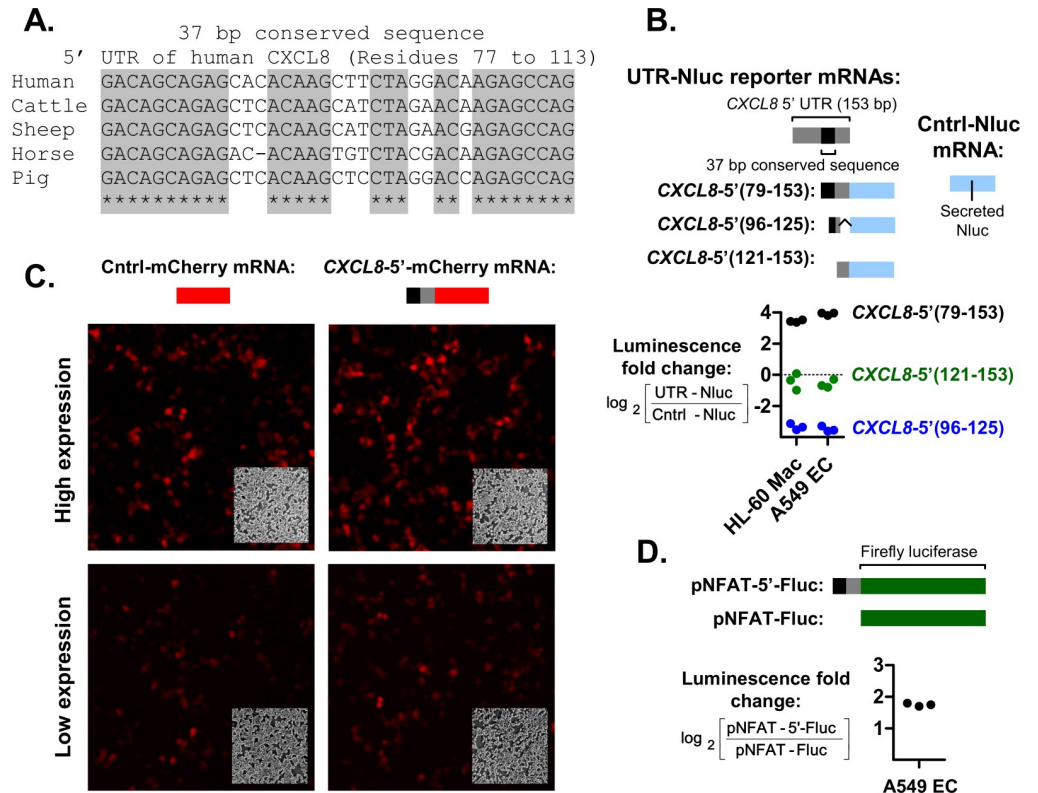 A.
37 bp conserved sequence
5’ UTR of human CXCL8 (Residues 77 to 113)
Human GACAGCAGAGCACACAAGCTTCTAGGACAAGAGCCAG
Cattle GACAGCAGAGCTCACAAGCATCTAGAACAAGAGCCAG
Sheep GACAGCAGAGCTCACAAGCATCTAGAACGAGAGCCAG
Horse GACAGCAGAGAC-ACAAGTGTCTACGACAAGAGCCAG
Pig GACAGCAGAGCTCACAAGCTCCTAGGACCAGAGCCAG
********** ***** *** ** ********
B.
UTR-Nluc reporter mRNAs:
CXCL8 5’ UTR (153 bp)
37 bp conserved sequence
CXCL8-5’(79-153):
CXCL8-5’(96-125):
CXCL8-5’(121-153):
Cntrl-Nluc
mRNA:
Secreted
Nluc
Luminescence
fold change:
log 2 [ UTR - Nluc
Cntrl - Nluc ]
4
2
0
-2
CXCL8-5’(79-153)
CXCL8-5’(121-153)
CXCL8-5’(96-125)
HL-60 Mac
A549 EC
C.
Cntrl-mCherry mRNA:
CXCL8-5’-mCherry mRNA:
High expression
Low expression
D.
Firefly luciferase
pNFAT-5’-Fluc:
pNFAT-Fluc:
Luminescence fold
change:
log 2 [ pNFAT - 5'-Fluc
pNFAT - Fluc ]
3
2
1
A549 EC